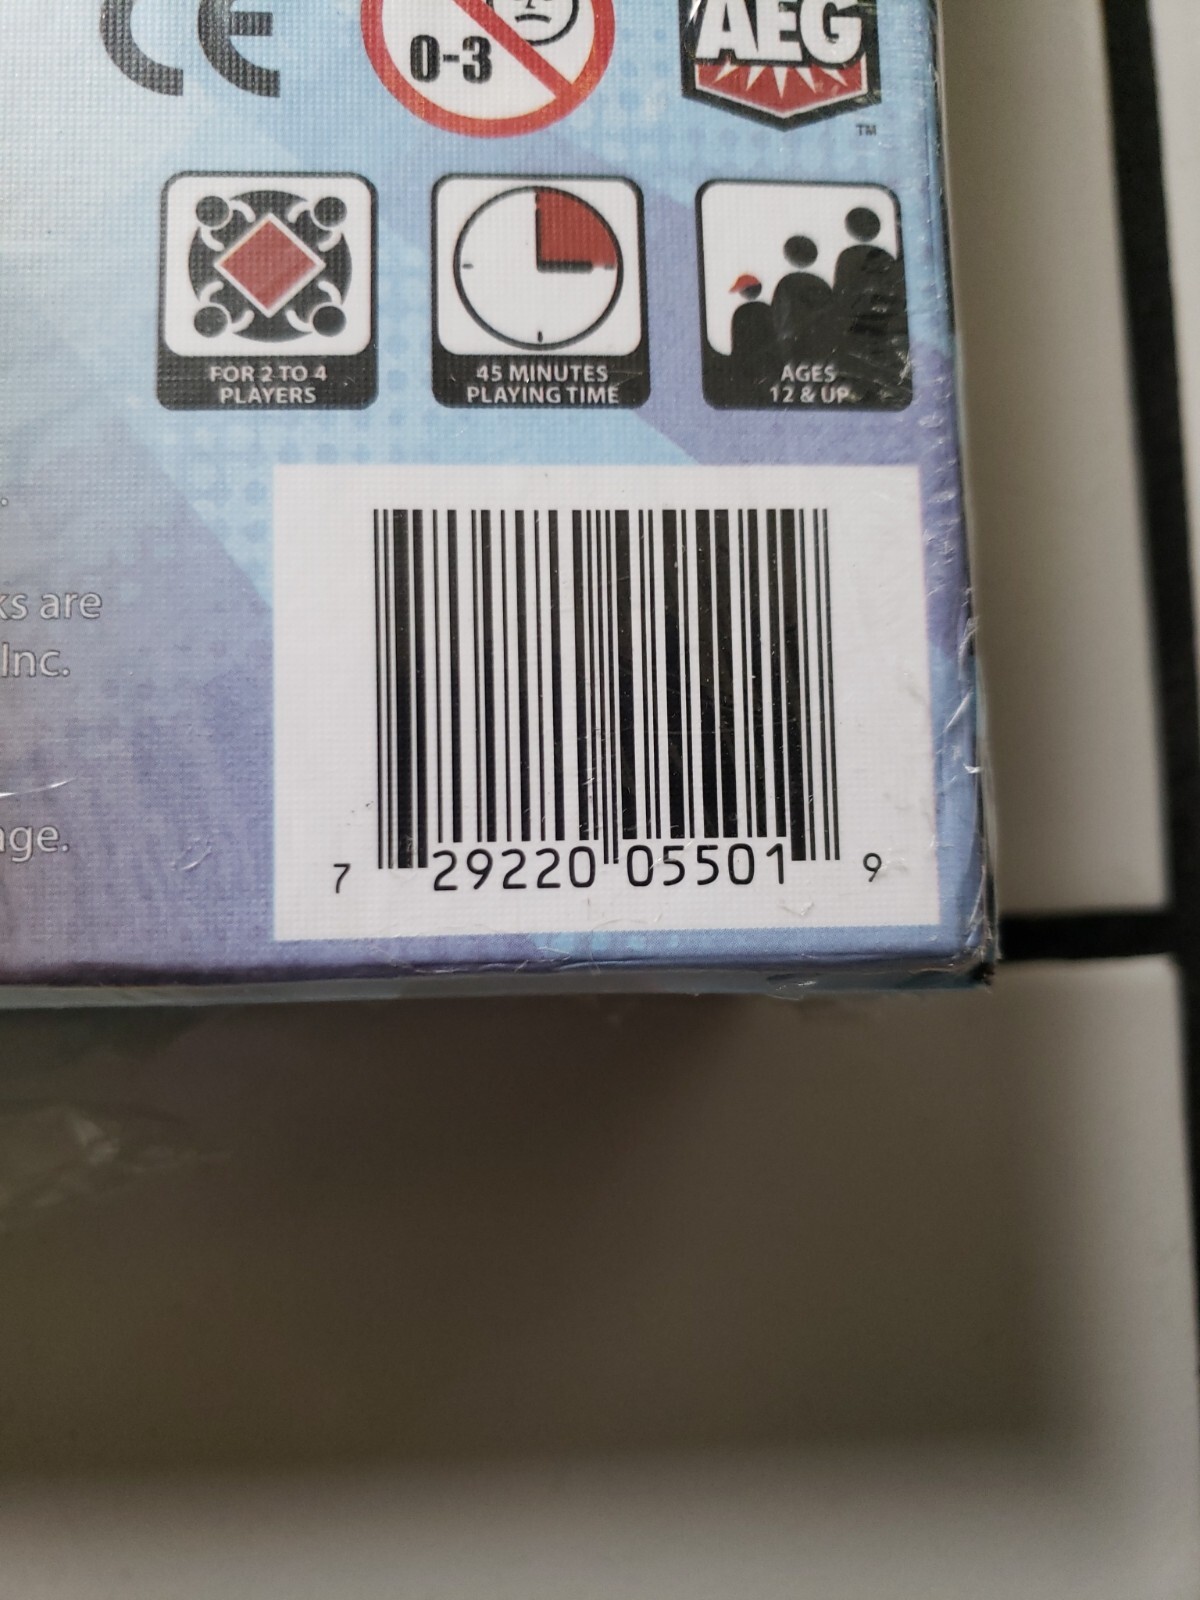 CE
0-3
AEG
TM
FOR 2 TO 4
PLAYERS
45 MINUTES
PLAYING TIME
AGES
12 & UP
.
ks are
Inc.
age.
7 29220 05501 9